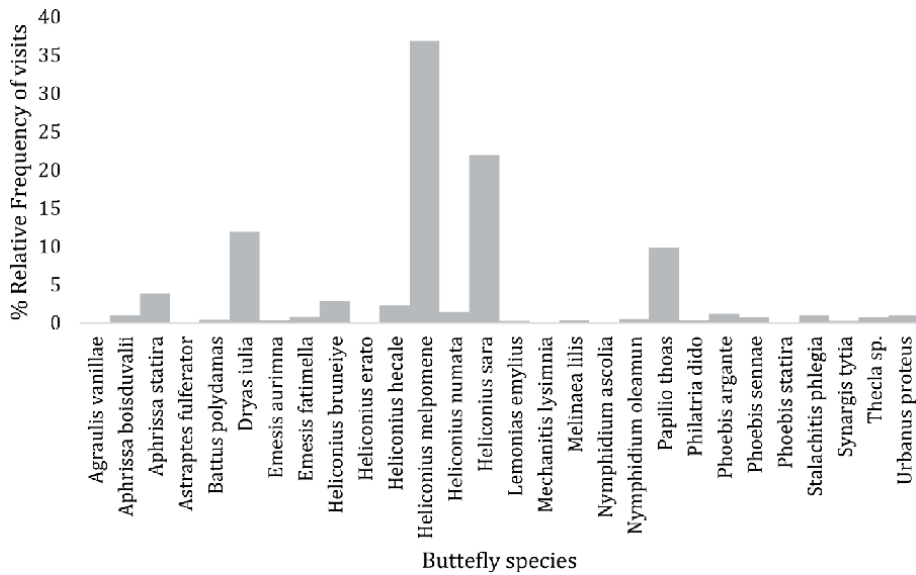 % Relative Frequency of visits
40
35
30
25
20
15
10
5
0
Agraulis vanillae
Aphrissa boisduvalii
Aphrissa statira
Astraptes fulferator
Battus polydamas
Dryas iulia
Emesis aurimna
Emesis fatimella
Heliconius bruneiye
Heliconius erato
Heliconius hecale
Heliconius melpomene
Heliconius numata
Heliconius sara
Lemonias emylius
Mechanitis lysimnia
Melinaea lilis
Nymphidium ascolia
Nymphidium oleamun
Papilio thoas
Philatria dido
Phoebis argante
Phoebis sennae
Phoebis statira
Stalachitis phlegia
Synargis tytia
Thecla sp.
Urbanus proteus
Buttefly species